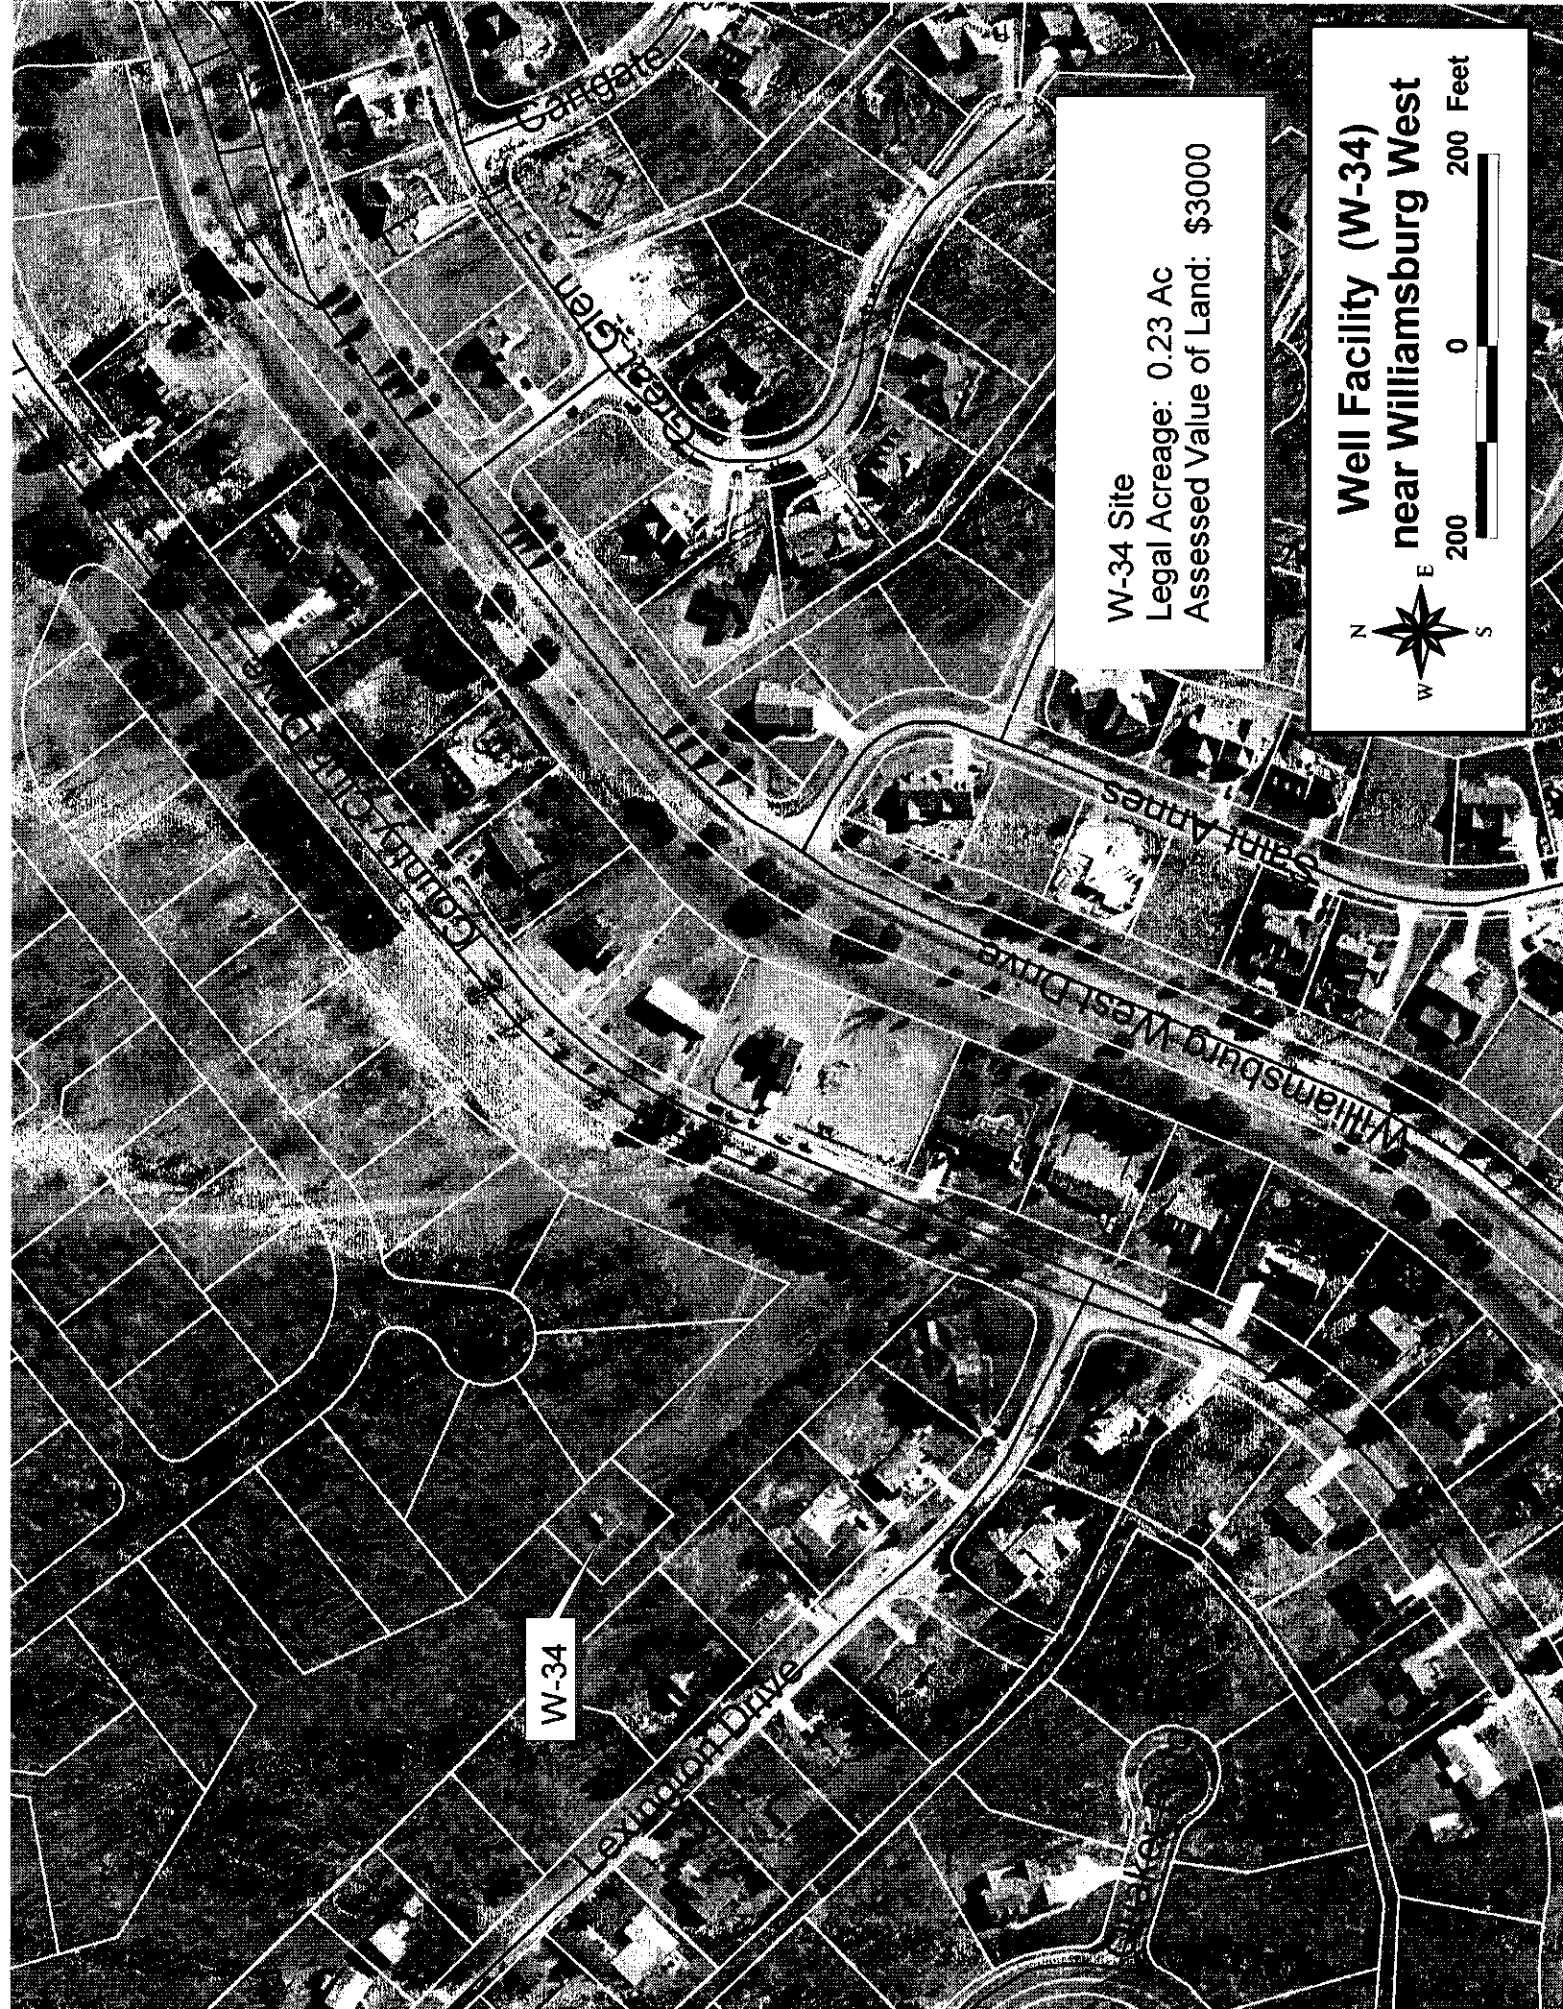 Cangate
Great Glen
Country Club Drive
Saint Annes
Williamsburg West Drive
Lexington Drive
W-34
W-34 Site
Legal Acreage: 0.23 Ac
Assessed Value of Land: $3000
Well Facility (W-34)
near Williamsburg West
N
W
E
S
200 0 200 Feet